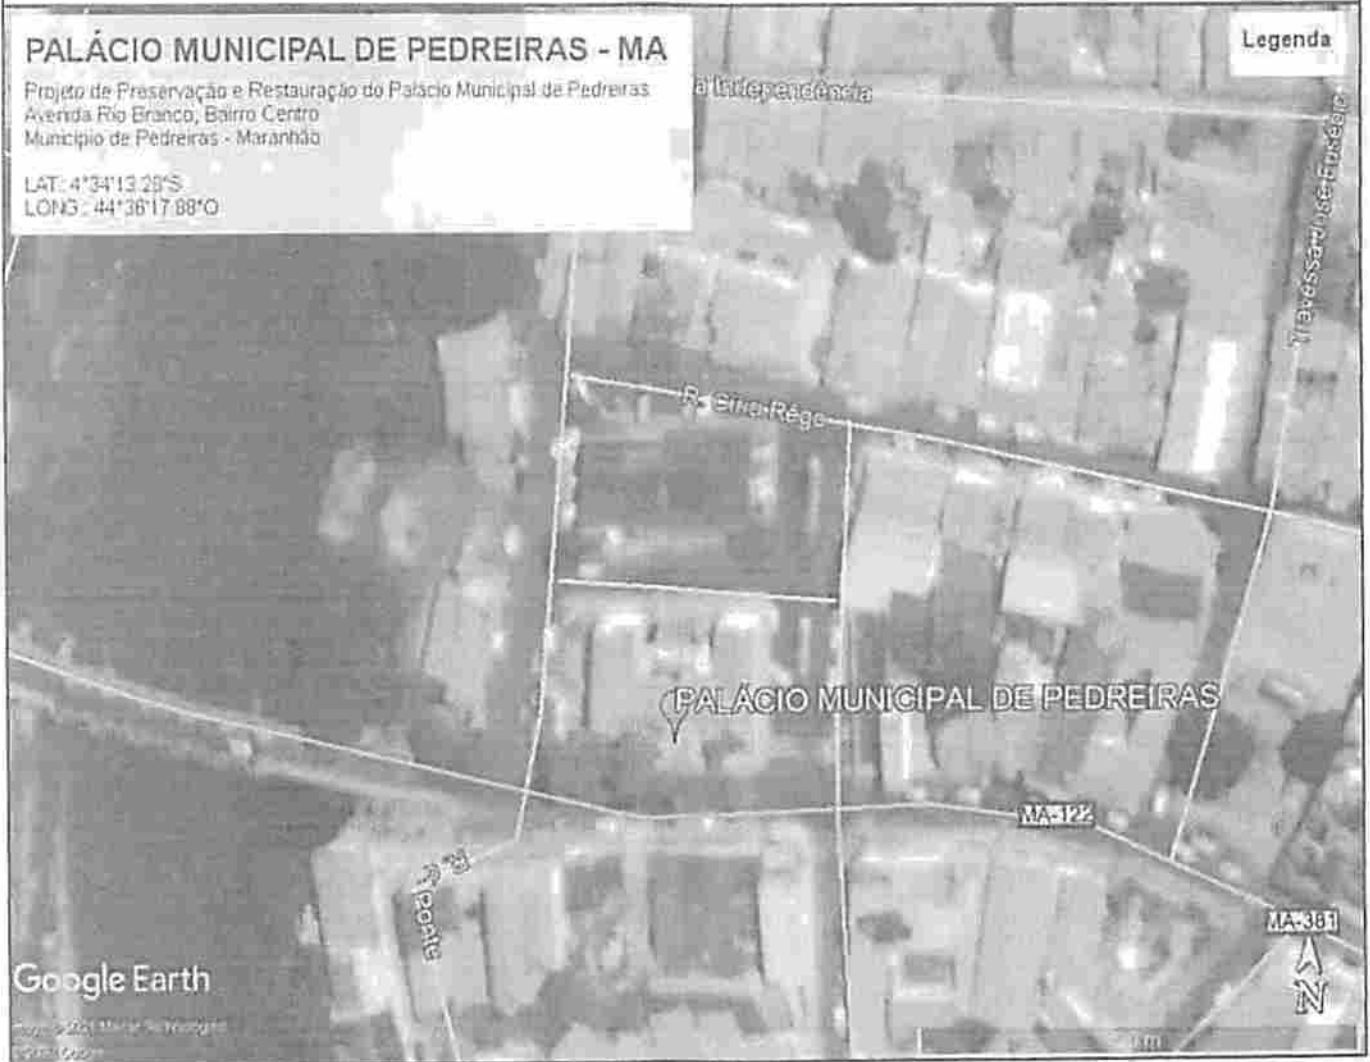 PALÁCIO MUNICIPAL DE PEDREIRAS - MA
Projeto de Preservação e Restauração do Palácio Municipal de Pedreiras
Avenida Rio Branco, Bairro Centro
Município de Pedreiras - Maranhão
LAT: 4°34'13.28"S
LONG: 44°36'17.88"O
Legenda
a Independência
Travessa José Eusébio
R. Ciro Rêgo
PALÁCIO MUNICIPAL DE PEDREIRAS
MA-122
MA-381
Google Earth
N